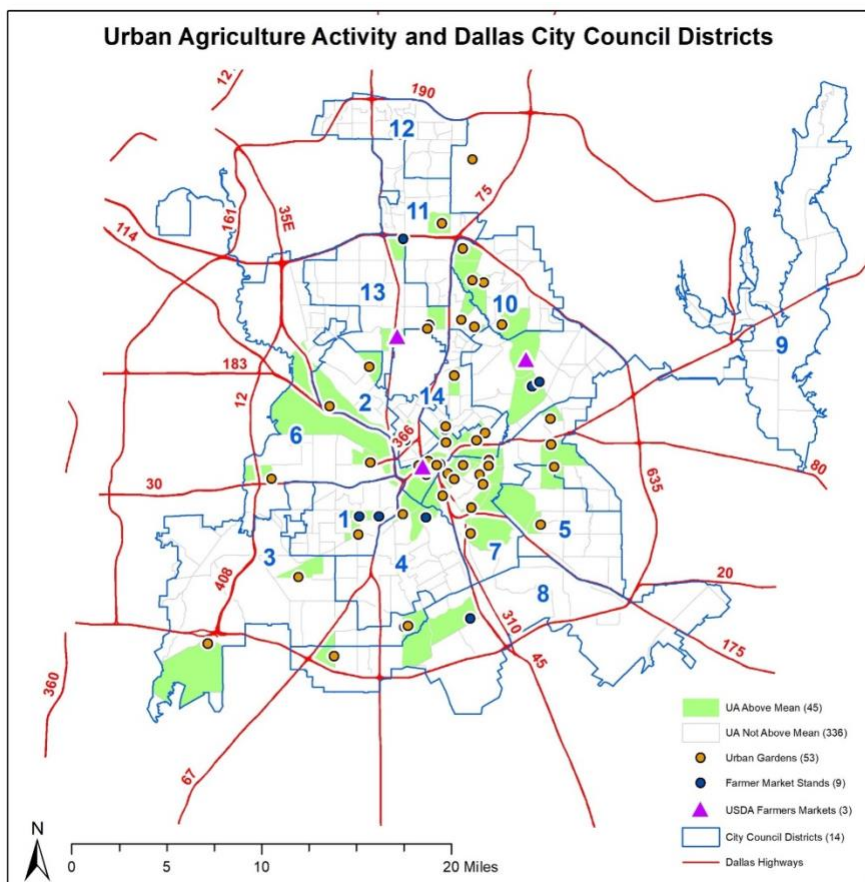 Urban Agriculture Activity and Dallas City Council Districts
12
190
12
75
35E
161
11
114
13
10
9
183
2
14
12
6
366
80
30
635
1
5
3
4
7
408
8
20
310
45
175
360
67
UA Above Mean (45)
UA Not Above Mean (336)
Urban Gardens (53)
Farmer Market Stands (9)
USDA Farmers Markets (3)
City Council Districts (14)
Dallas Highways
N
0 5 10 20 Miles